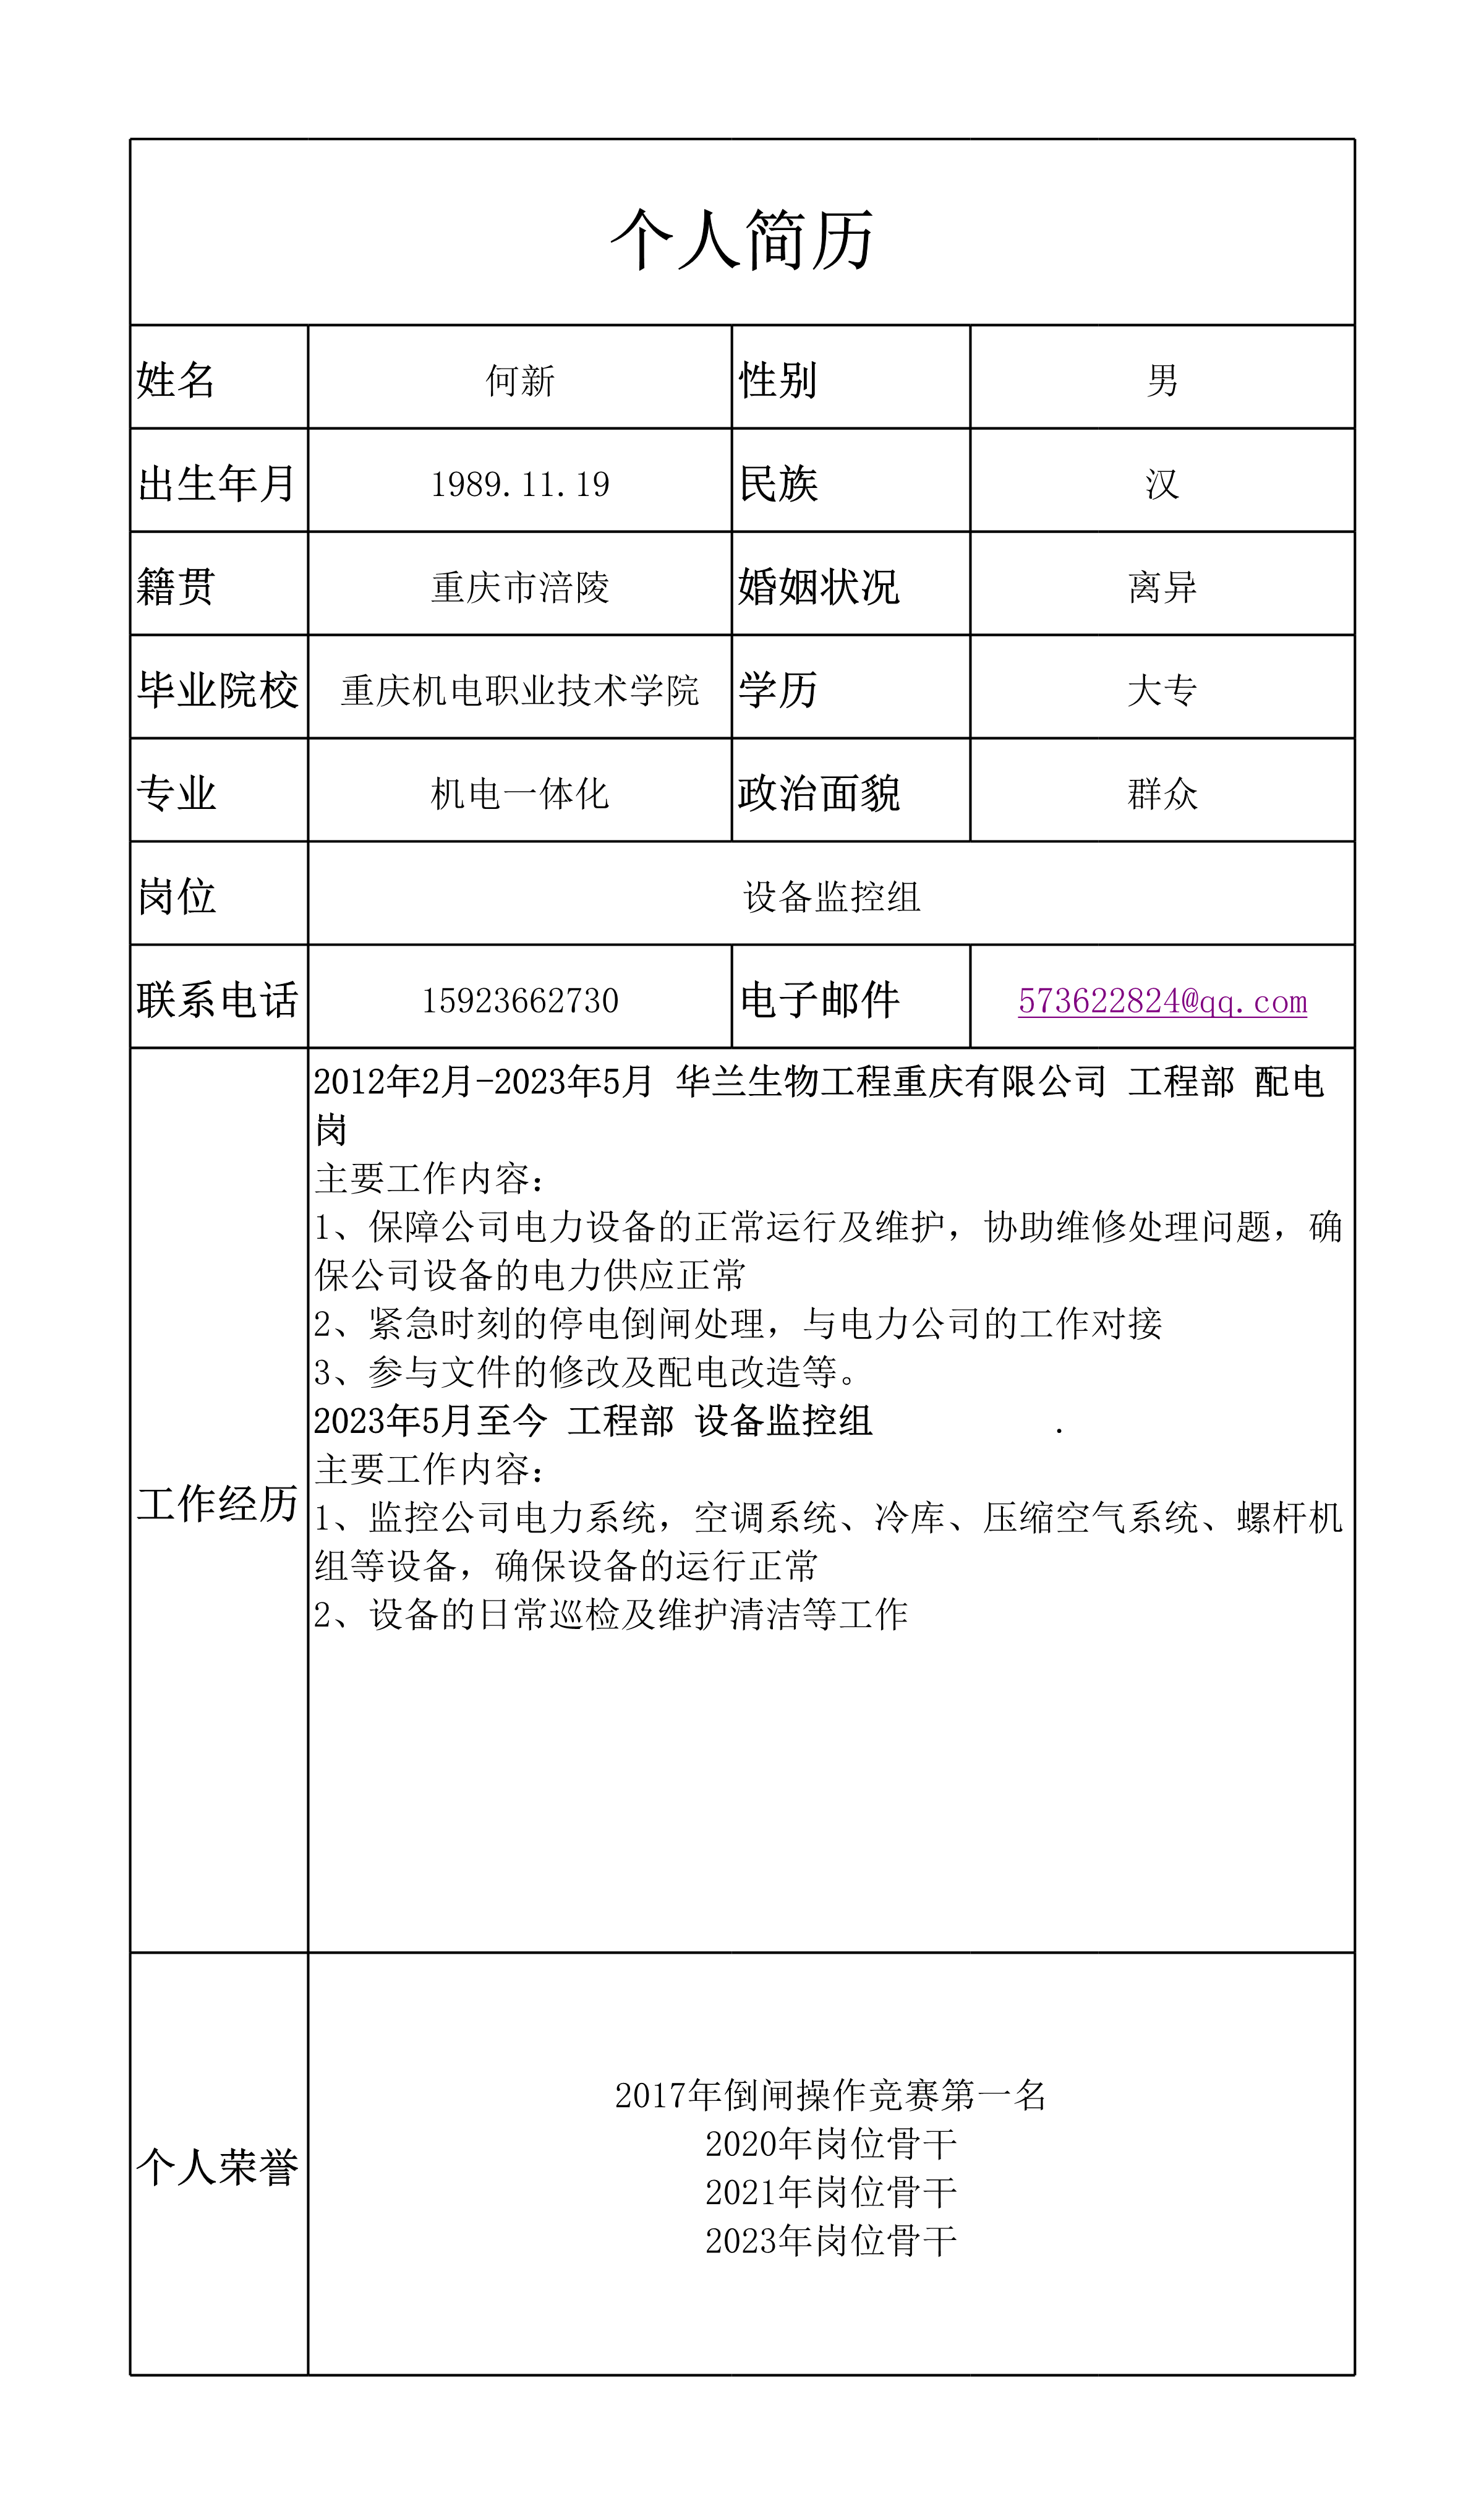 个人简历
姓名 何新 性别 男
出生年月 1989.11.19 民族 汉
籍贯 重庆市涪陵 婚姻状况 离异
毕业院校 重庆机电职业技术学院 学历 大专
专业 机电一体化 政治面貌 群众
岗位 设备监控组
联系电话 15923662730 电子邮件 573622824@qq.com
工作经历
2012年2月-2023年5月 华兰生物工程重庆有限公司 工程部 配电
岗
主要工作内容：
1、保障公司电力设备的正常运行及维护，协助维修处理问题，确
保公司设备的电力供应正常
2、紧急时刻的停电倒闸处理，与电力公司的工作对接
3、参与文件的修改及配电改造等。
2023年5月至今 工程部 设备监控组 .
主要工作内容：
1、监控公司电力系统，空调系统、冷库、压缩空气系统、螺杆机
组等设备，确保设备的运行正常
2、设备的日常巡检及维护清洁等工作
个人荣誉
2017年倒闸操作竞赛第一名
2020年岗位骨干
2021年岗位骨干
2023年岗位骨干